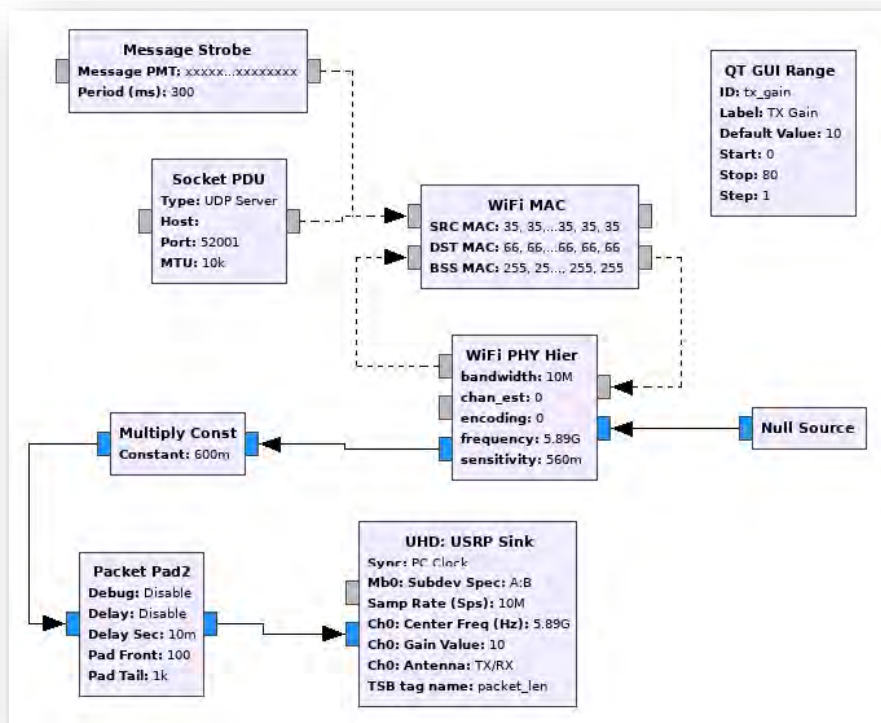 Message Strobe
Message PMT: xxxxx...xxxxxxxx
Period (ms): 300
QT GUI Range
ID: tx_gain
Label: TX Gain
Default Value: 10
Start: 0
Stop: 80
Step: 1
Socket PDU
Type: UDP Server
Host:
Port: 52001
MTU: 10k
WiFi MAC
SRC MAC: 35, 35,...35, 35, 35
DST MAC: 66, 66,...66, 66, 66
BSS MAC: 255, 25..., 255, 255
WiFi PHY Hier
bandwidth: 10M
chan_est: 0
encoding: 0
frequency: 5.89G
sensitivity: 560m
Null Source
Multiply Const
Constant: 600m
Packet Pad2
Debug: Disable
Delay: Disable
Delay Sec: 10m
Pad Front: 100
Pad Tail: 1k
UHD: USRP Sink
Sync: PC Clock
Mb0: Subdev Spec: A:B
Samp Rate (Sps): 10M
Ch0: Center Freq (Hz): 5.89G
Ch0: Gain Value: 10
Ch0: Antenna: TX/RX
TSB tag name: packet_len